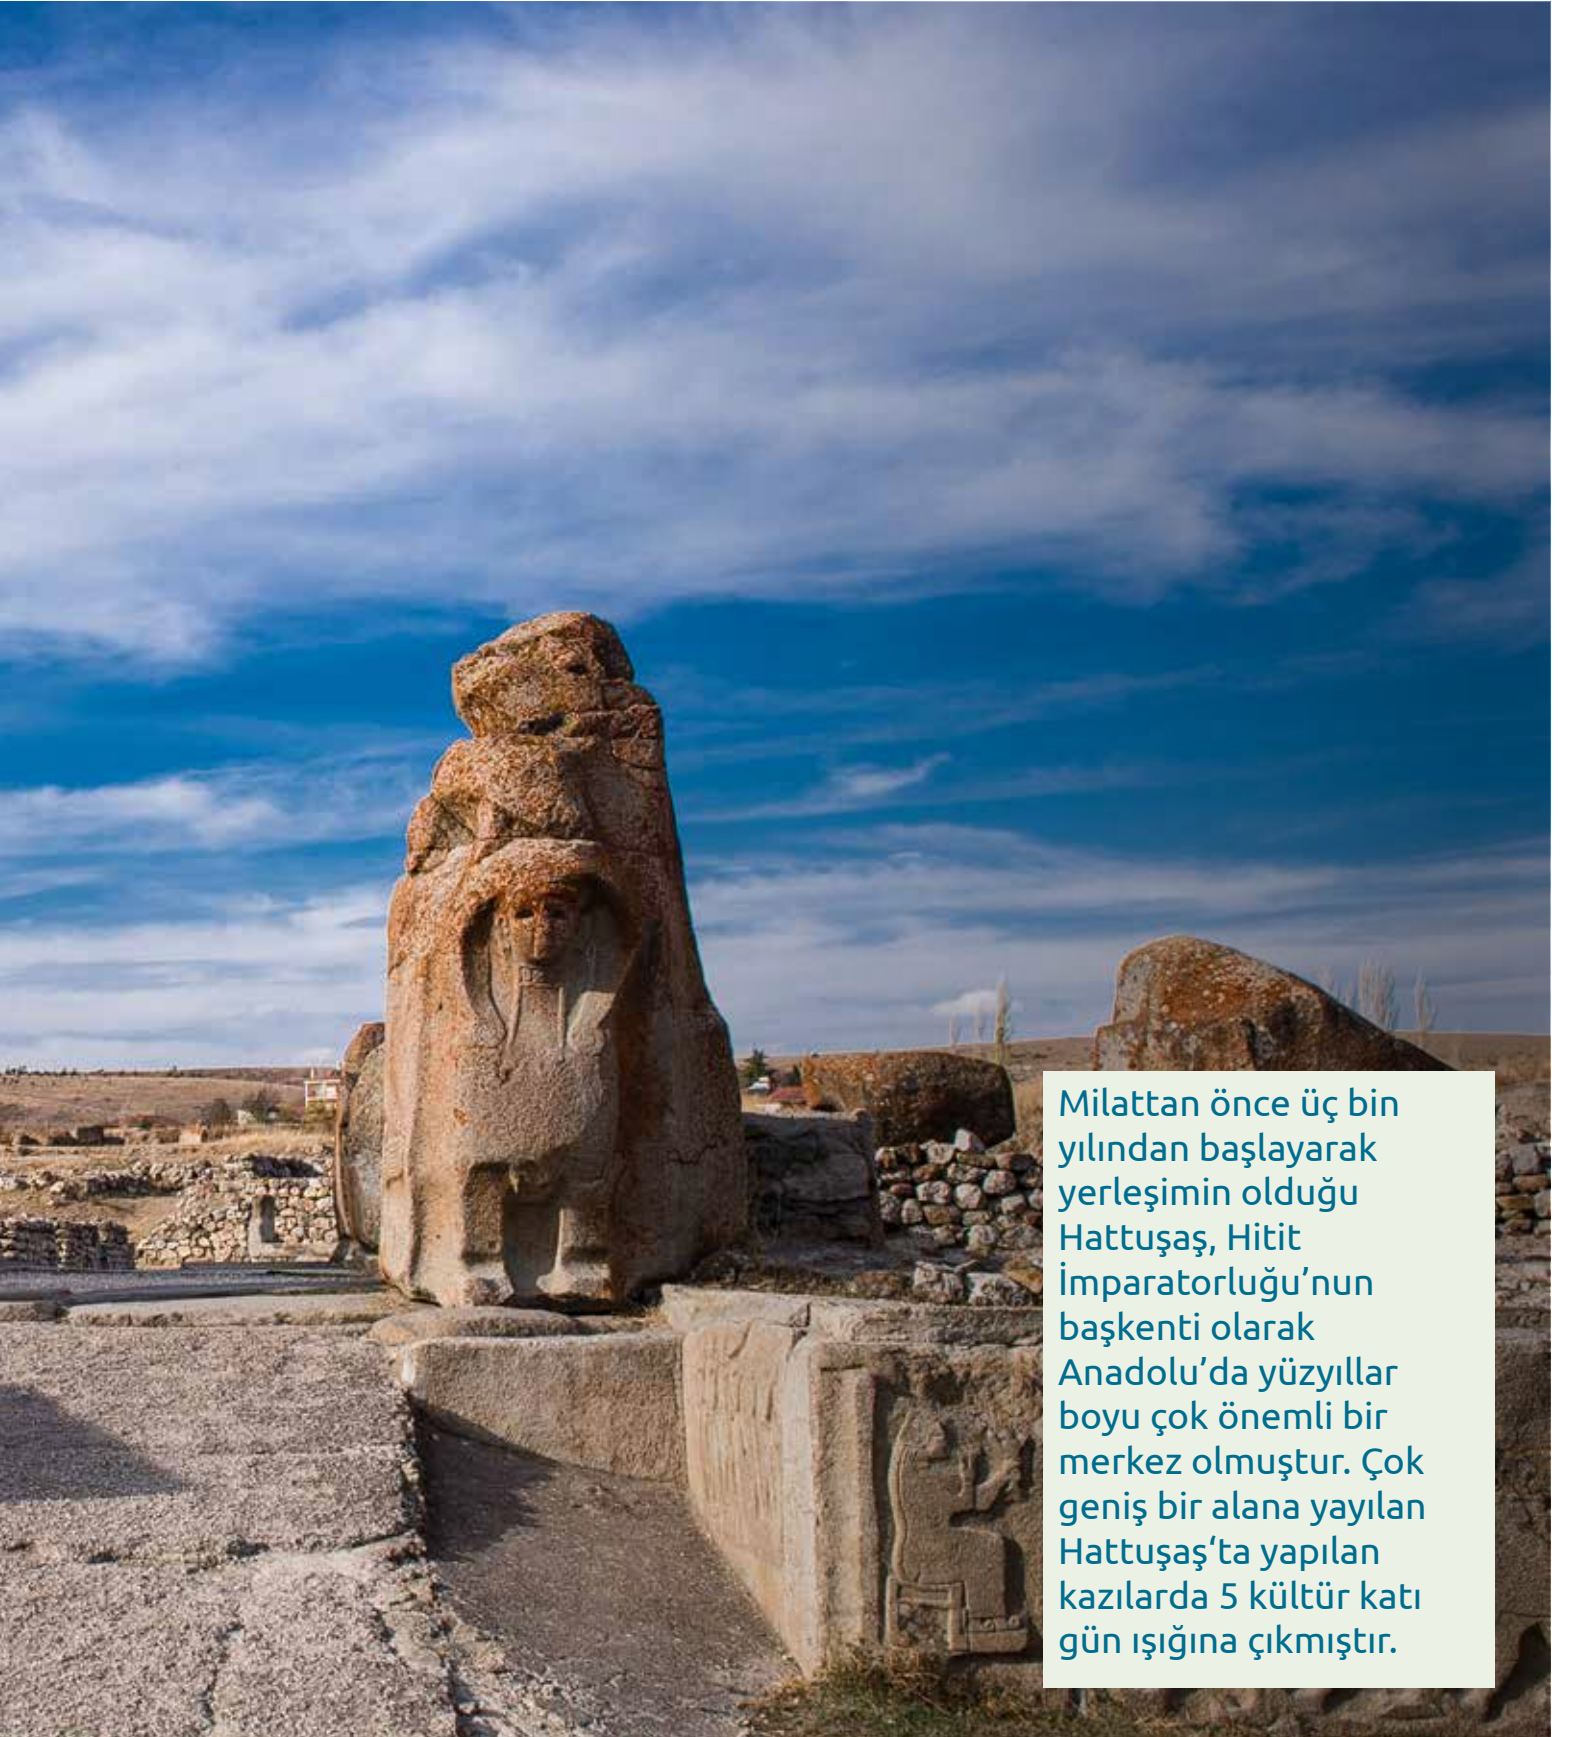 Milattan önce üç bin
yılından başlayarak
yerleşimin olduğu
Hattuşaş, Hitit
İmparatorluğu’nun
başkenti olarak
Anadolu’da yüzyıllar
boyu çok önemli bir
merkez olmuştur. Çok
geniş bir alana yayılan
Hattuşaş‘ta yapılan
kazılarda 5 kültür katı
gün ışığına çıkmıştır.